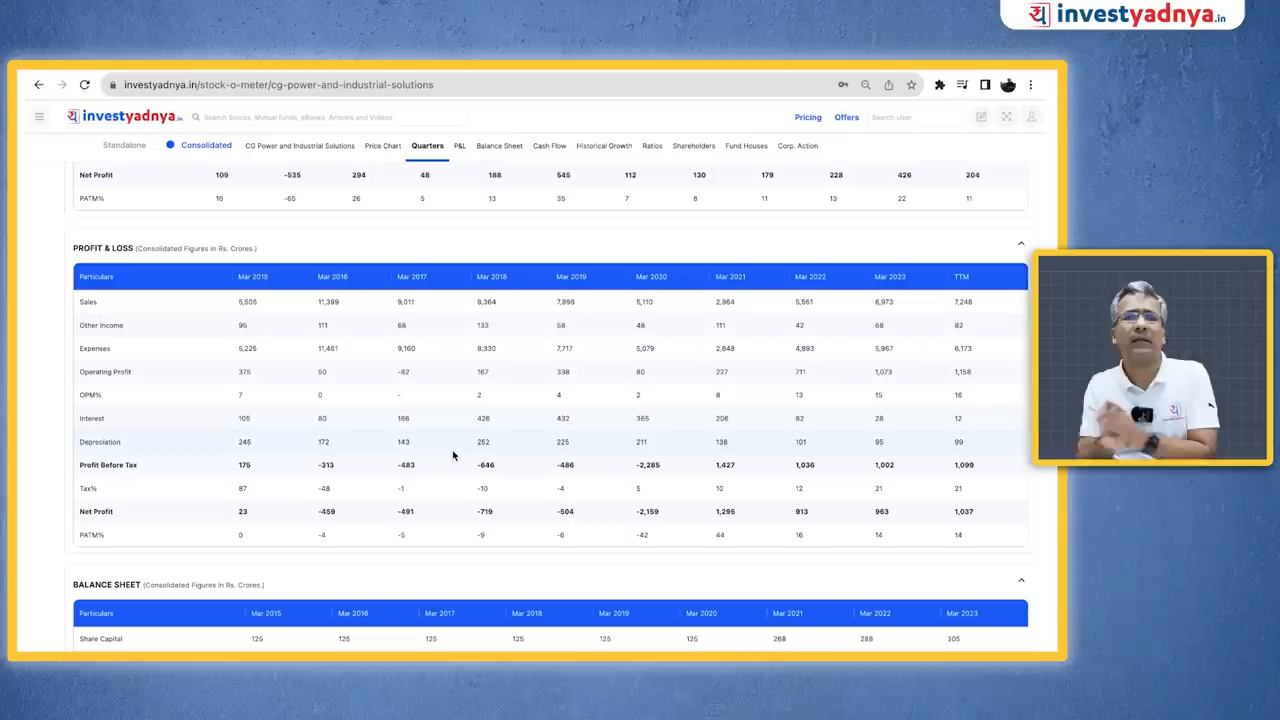 यु investyadnya.in
investyadnya.in/stock-o-meter/cg-power-and-industrial-solutions
यु investyadnya.in Search Stocks, Mutual funds, eBooks, Articles and Videos Pricing Offers Search User
Standalone Consolidated CG Power and Industrial Solutions Price Chart Quarters P&L Balance Sheet Cash Flow Historical Growth Ratios Shareholders Fund Houses Corp. Action
Net Profit 109 -535 294 48 188 545 112 130 179 228 426 204
PATM% 16 -65 26 5 13 35 7 8 11 13 22 11
PROFIT & LOSS (Consolidated Figures in Rs. Crores.)
Particulars Mar 2015 Mar 2016 Mar 2017 Mar 2018 Mar 2019 Mar 2020 Mar 2021 Mar 2022 Mar 2023 TTM
Sales 5,505 11,399 9,011 8,364 7,998 5,110 2,964 5,561 6,973 7,248
Other Income 95 111 68 133 58 48 111 42 68 82
Expenses 5,225 11,461 9,160 8,330 7,717 5,079 2,848 4,893 5,967 6,173
Operating Profit 375 50 -82 167 338 80 227 711 1,073 1,158
OPM% 7 0 - 2 4 2 8 13 15 16
Interest 105 80 186 426 432 365 206 82 28 12
Depreciation 245 172 143 252 225 211 138 101 95 99
Profit Before Tax 175 -313 -483 -646 -486 -2,285 1,427 1,036 1,002 1,099
Tax% 87 -48 -1 -10 -4 5 10 12 21 21
Net Profit 23 -459 -491 -719 -504 -2,159 1,295 913 963 1,037
PATM% 0 -4 -5 -9 -6 -42 44 16 14 14
BALANCE SHEET (Consolidated Figures in Rs. Crores.)
Particulars Mar 2015 Mar 2016 Mar 2017 Mar 2018 Mar 2019 Mar 2020 Mar 2021 Mar 2022 Mar 2023
Share Capital 125 125 125 125 125 125 268 288 305